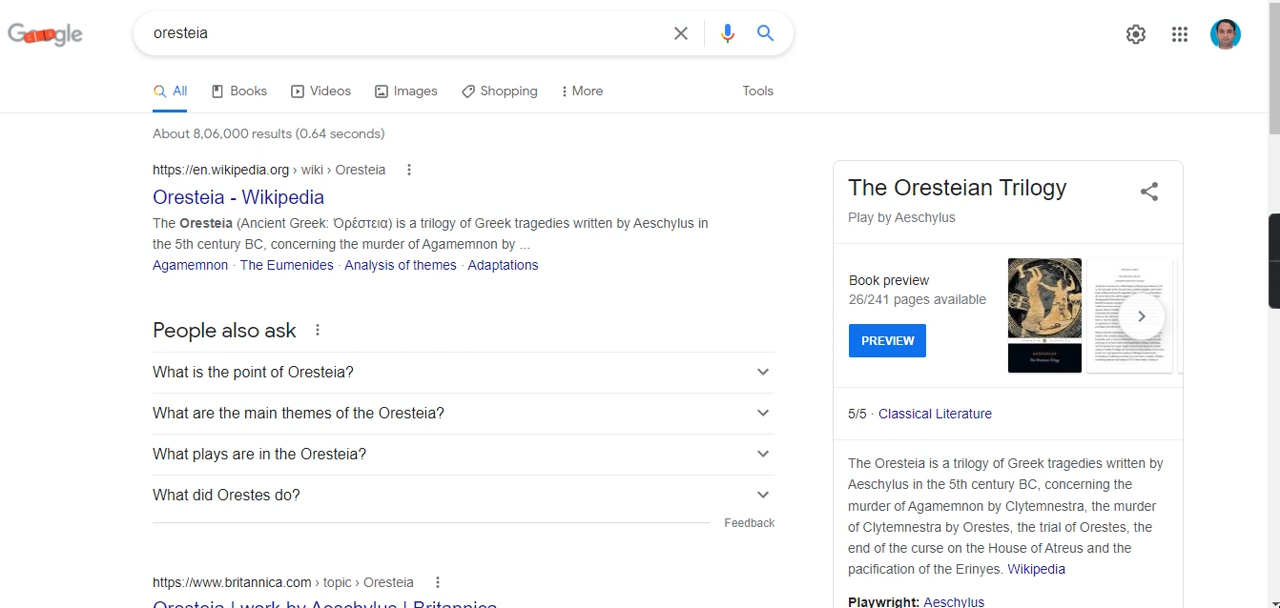 Google
oresteia
All
Books
Videos
Images
Shopping
More
Tools
About 8,06,000 results (0.64 seconds)
https://en.wikipedia.org › wiki › Oresteia
Oresteia - Wikipedia
The Oresteia (Ancient Greek: Ὀρέστεια) is a trilogy of Greek tragedies written by Aeschylus in
the 5th century BC, concerning the murder of Agamemnon by ...
Agamemnon · The Eumenides · Analysis of themes · Adaptations
People also ask
What is the point of Oresteia?
What are the main themes of the Oresteia?
What plays are in the Oresteia?
What did Orestes do?
Feedback
https://www.britannica.com › topic › Oresteia
Oresteia | work by Aeschylus | Britannica
The Oresteian Trilogy
Play by Aeschylus
Book preview
26/241 pages available
PREVIEW
5/5 · Classical Literature
The Oresteia is a trilogy of Greek tragedies written by
Aeschylus in the 5th century BC, concerning the
murder of Agamemnon by Clytemnestra, the murder
of Clytemnestra by Orestes, the trial of Orestes, the
end of the curse on the House of Atreus and the
pacification of the Erinyes. Wikipedia
Playwright: Aeschylus